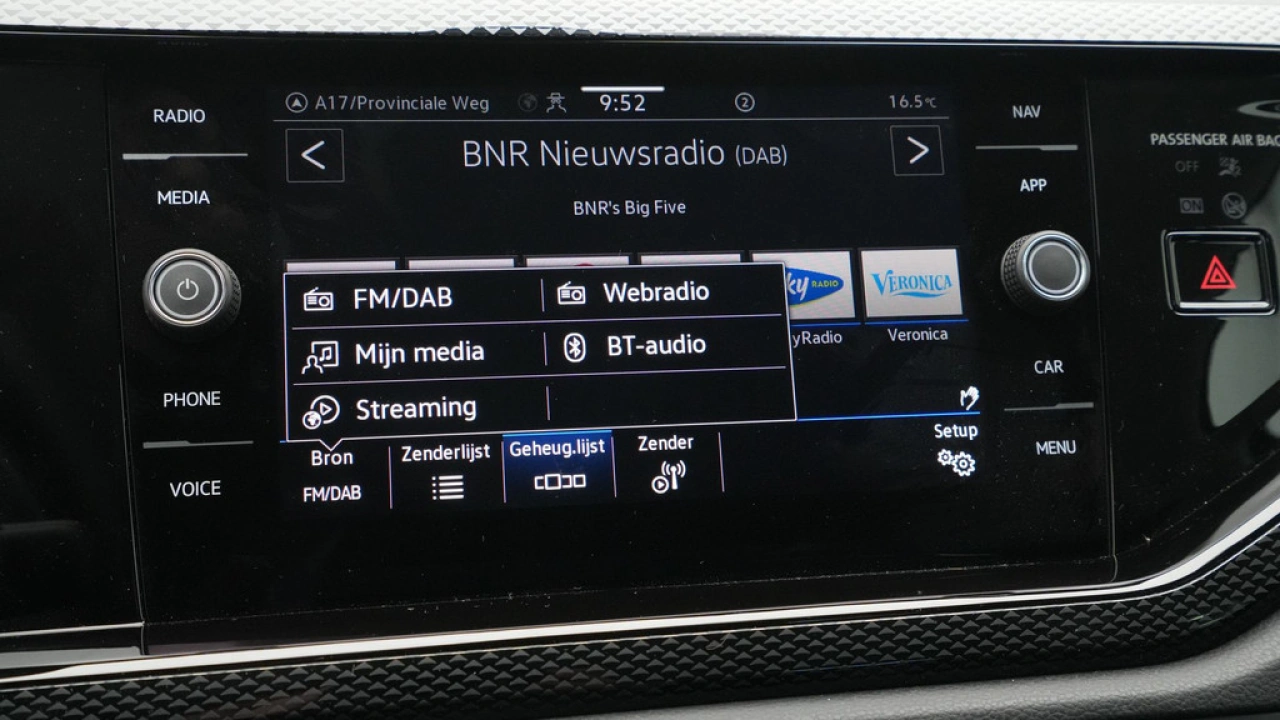 RADIO
MEDIA
PHONE
VOICE
A17/Provinciale Weg
9:52
2
16.5°C
BNR Nieuwsradio (DAB)
BNR's Big Five
FM/DAB
Webradio
Mijn media
BT-audio
Streaming
ky RADIO
VERONICA
yRadio
Veronica
Bron
FM/DAB
Zenderlijst
Geheug.lijst
Zender
Setup
NAV
APP
CAR
MENU
PASSENGER AIR BAG
OFF
ON